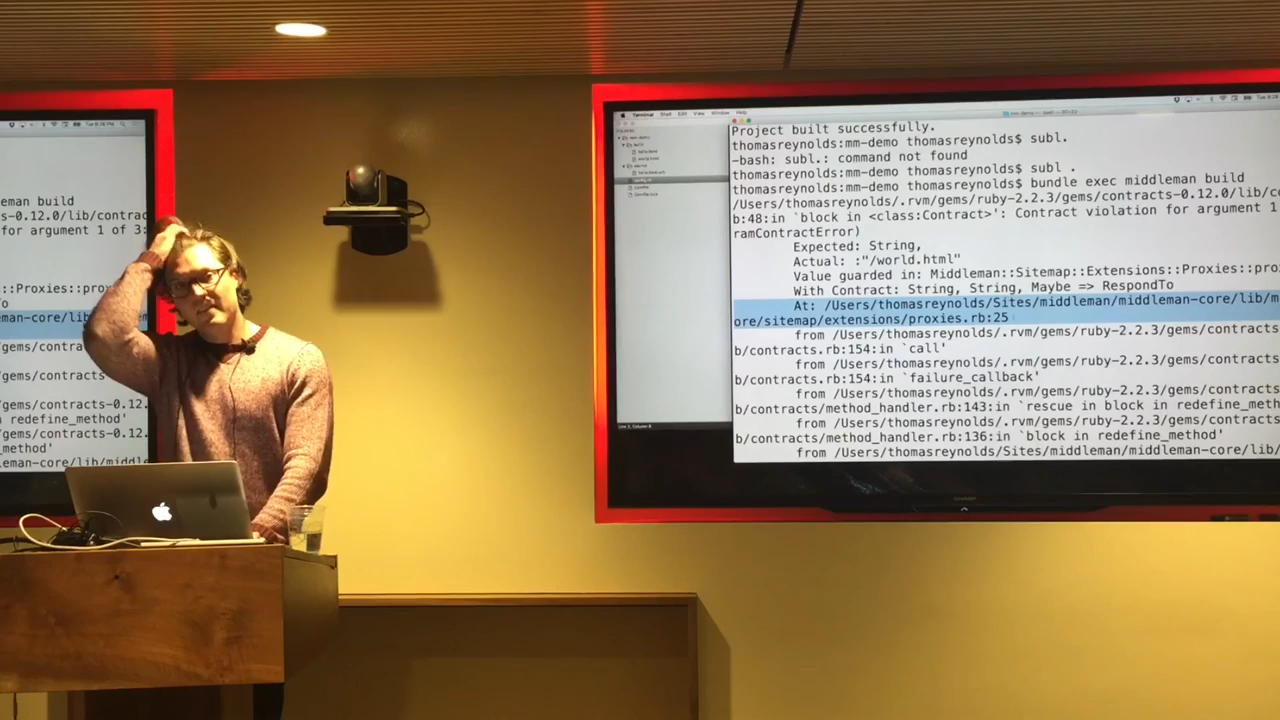 leman build
cts-0.12.0/lib/contrac
for argument 1 of 3:
::Proxies::pro
eman-core/lib/m
/gems/contracts
/gems/contracts
/gems/contracts-0.12.
n redefine_method'
/gems/contracts-0.12.
_method'
eman-core/lib/middl
Terminal Shell Edit View Window Help
Project built successfully.
thomasreynolds:mm-demo thomasreynolds$ subl.
-bash: subl.: command not found
thomasreynolds:mm-demo thomasreynolds$ subl .
thomasreynolds:mm-demo thomasreynolds$ bundle exec middleman build
/Users/thomasreynolds/.rvm/gems/ruby-2.2.3/gems/contracts-0.12.0/lib/c
b:48:in `block in <class:Contract>': Contract violation for argument 1
ramContractError)
Expected: String,
Actual: :"/world.html"
Value guarded in: Middleman::Sitemap::Extensions::Proxies::pro
With Contract: String, String, Maybe => RespondTo
At: /Users/thomasreynolds/Sites/middleman/middleman-core/lib/m
ore/sitemap/extensions/proxies.rb:25
from /Users/thomasreynolds/.rvm/gems/ruby-2.2.3/gems/contracts
b/contracts.rb:154:in `call'
from /Users/thomasreynolds/.rvm/gems/ruby-2.2.3/gems/contracts
b/contracts.rb:154:in `failure_callback'
from /Users/thomasreynolds/.rvm/gems/ruby-2.2.3/gems/contracts
b/contracts/method_handler.rb:143:in `rescue in block in redefine_meth
from /Users/thomasreynolds/.rvm/gems/ruby-2.2.3/gems/contracts
b/contracts/method_handler.rb:136:in `block in redefine_method'
from /Users/thomasreynolds/Sites/middleman/middleman-core/lib/
SHARP